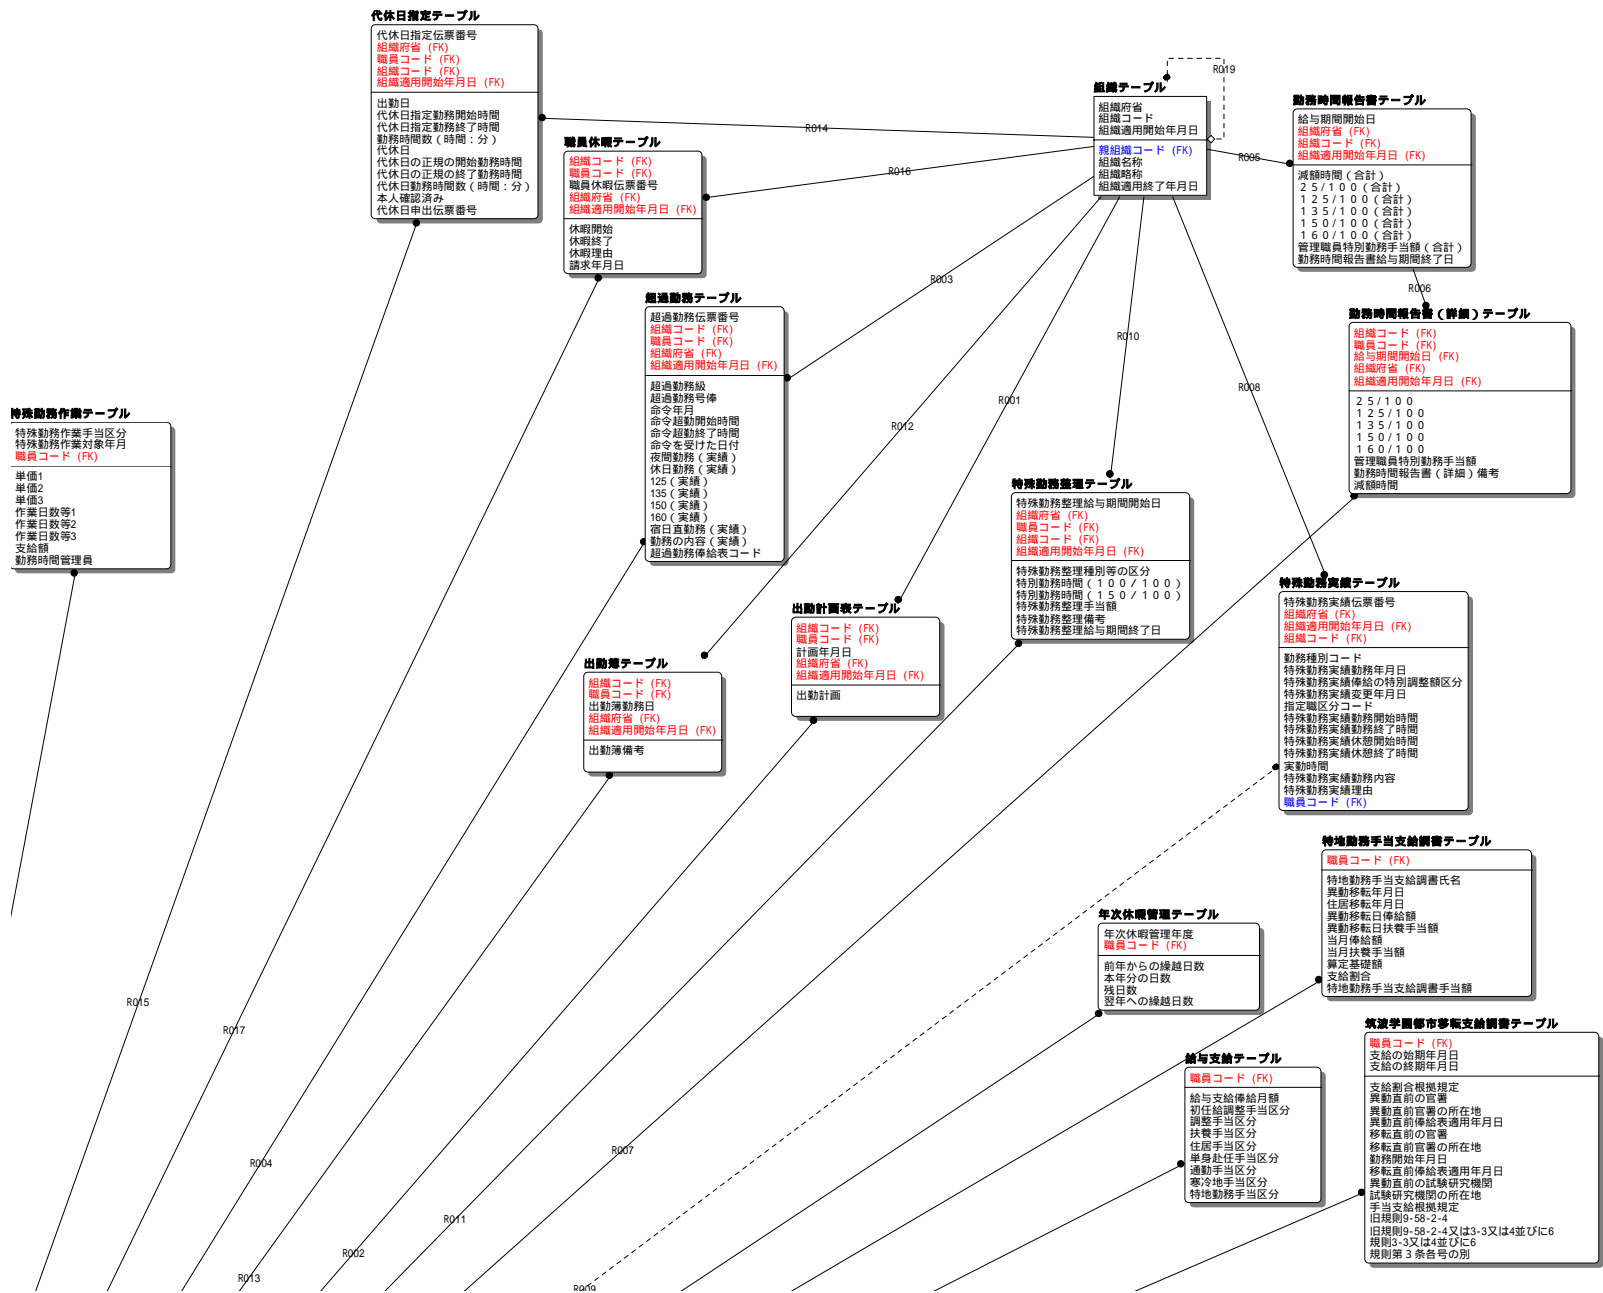 代休日指定テーブル
代休日指定伝票番号
組織府省 (FK)
職員コード (FK)
組織コード (FK)
組織適用開始年月日 (FK)
出勤日
代休日指定勤務開始時間
代休日指定勤務終了時間
勤務時間数（時間：分）
代休日
代休日の正規の開始勤務時間
代休日の正規の終了勤務時間
代休日勤務時間数（時間：分）
本人確認済み
代休日申出伝票番号
職員休暇テーブル
組織コード (FK)
職員コード (FK)
職員休暇伝票番号
組織府省 (FK)
組織適用開始年月日 (FK)
休暇開始
休暇終了
休暇理由
請求年月日
組織テーブル
組織府省
組織コード
組織適用開始年月日
親組織コード (FK)
組織名称
組織略称
組織適用終了年月日
勤務時間報告書テーブル
給与期間開始日
組織府省 (FK)
組織コード (FK)
組織適用開始年月日 (FK)
減額時間（合計）
２５/１００（合計）
１２５/１００（合計）
１３５/１００（合計）
１５０/１００（合計）
１６０/１００（合計）
管理職員特別勤務手当額（合計）
勤務時間報告書給与期間終了日
勤務時間報告書（詳細）テーブル
組織コード (FK)
職員コード (FK)
給与期間開始日 (FK)
組織府省 (FK)
組織適用開始年月日 (FK)
２５/１００
１２５/１００
１３５/１００
１５０/１００
１６０/１００
管理職員特別勤務手当額
勤務時間報告書（詳細）備考
減額時間
超過勤務テーブル
超過勤務伝票番号
組織コード (FK)
職員コード (FK)
組織府省 (FK)
組織適用開始年月日 (FK)
超過勤務級
超過勤務号俸
命令年月
命令超勤開始時間
命令超勤終了時間
命令を受けた日付
夜間勤務（実績）
休日勤務（実績）
125（実績）
135（実績）
150（実績）
160（実績）
宿日直勤務（実績）
勤務の内容（実績）
超過勤務俸給表コード
特殊勤務作業テーブル
特殊勤務作業手当区分
特殊勤務作業対象年月
職員コード (FK)
単価1
単価2
単価3
作業日数等1
作業日数等2
作業日数等3
支給額
勤務時間管理員
特殊勤務整理テーブル
特殊勤務整理給与期間開始日
組織府省 (FK)
職員コード (FK)
組織コード (FK)
組織適用開始年月日 (FK)
特殊勤務整理種別等の区分
特別勤務時間（１００/１００）
特別勤務時間（１５０/１００）
特殊勤務整理手当額
特殊勤務整理備考
特殊勤務整理給与期間終了日
出勤計画表テーブル
組織コード (FK)
職員コード (FK)
計画年月日
組織府省 (FK)
組織適用開始年月日 (FK)
出勤計画
出勤簿テーブル
組織コード (FK)
職員コード (FK)
出勤簿勤務日
組織府省 (FK)
組織適用開始年月日 (FK)
出勤簿備考
特殊勤務実績テーブル
特殊勤務実績伝票番号
組織府省 (FK)
組織適用開始年月日 (FK)
組織コード (FK)
勤務種別コード
特殊勤務実績勤務年月日
特殊勤務実績俸給の特別調整額区分
特殊勤務実績変更年月日
指定職区分コード
特殊勤務実績勤務開始時間
特殊勤務実績勤務終了時間
特殊勤務実績休憩開始時間
特殊勤務実績休憩終了時間
実勤時間
特殊勤務実績勤務内容
特殊勤務実績理由
職員コード (FK)
特地勤務手当支給調書テーブル
職員コード (FK)
特地勤務手当支給調書氏名
異動移転年月日
住居移転年月日
異動移転日俸給額
異動移転日扶養手当額
当月俸給額
当月扶養手当額
算定基礎額
支給割合
特地勤務手当支給調書手当額
年次休暇管理テーブル
年次休暇管理年度
職員コード (FK)
前年からの繰越日数
本年分の日数
残日数
翌年への繰越日数
給与支給テーブル
職員コード (FK)
給与支給俸給月額
初任給調整手当区分
調整手当区分
扶養手当区分
住居手当区分
単身赴任手当区分
通勤手当区分
寒冷地手当区分
特地勤務手当区分
筑波学園都市移転支給調書テーブル
職員コード (FK)
支給の始期年月日
支給の終期年月日
支給割合根拠規定
異動直前の官署
異動直前官署の所在地
異動直前俸給表適用年月日
移転直前の官署
移転直前官署の所在地
勤務開始年月日
移転直前俸給表適用年月日
異動直前の試験研究機関
試験研究機関の所在地
手当支給根拠規定
旧規則9-58-2-4
旧規則9-58-2-4又は3-3又は4並びに6
規則3-3又は4並びに6
規則第３条各号の別
R019
R014
R016
R005
R003
R006
R010
R008
R001
R012
R015
R017
R004
R007
R011
R002
R013
R009